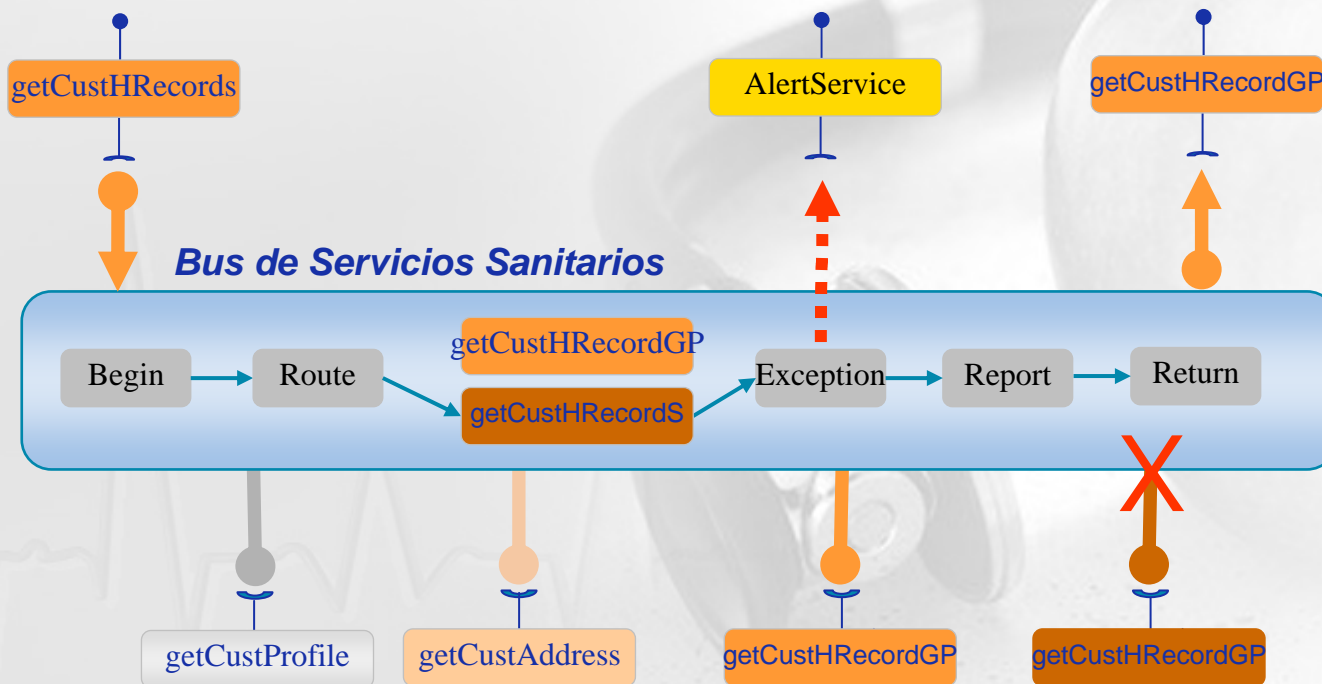 getCustHRecords
AlertService
getCustHRecordGP
Bus de Servicios Sanitarios
getCustHRecordGP
Begin
Route
getCustHRecordS
Exception
Report
Return
X
getCustProfile
getCustAddress
getCustHRecordGP
getCustHRecordGP